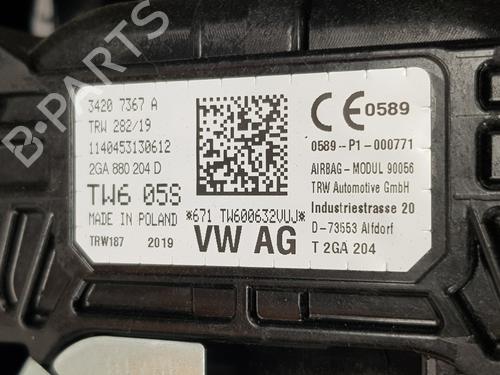 B-PARTS
3420 7367 A
TRW 282/19
1140453130612
2GA 880 204 D
TW6 05S
MADE IN POLAND
TRW187 2019
*671 TW600632VUJ*
VW AG
CE 0589
0589-P1-000771
AIRBAG-MODUL 90056
TRW Automotive GmbH
Industriestrasse 20
D-73553 Alfdorf
T 2GA 204